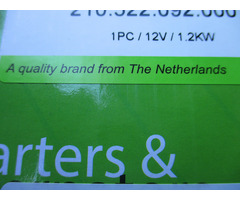 1PC / 12V / 1.2KW
A quality brand from The Netherlands
arters &